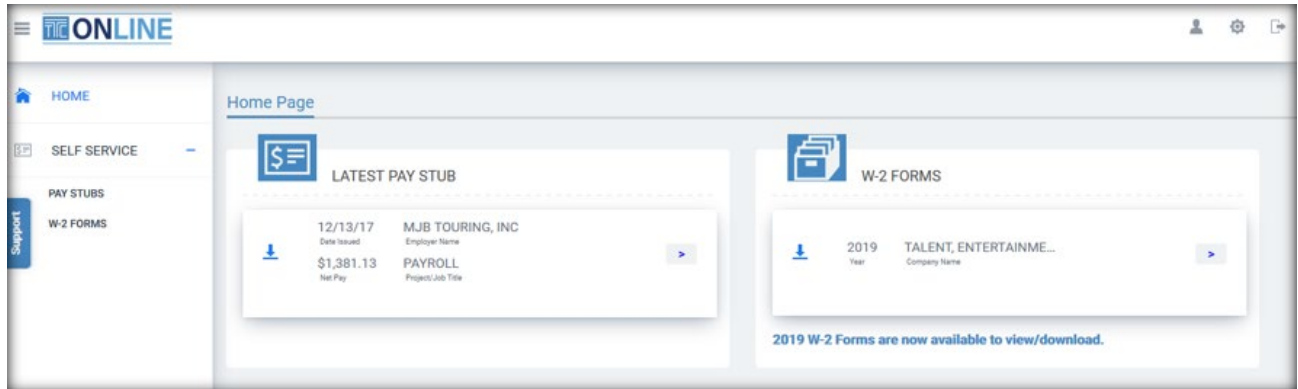 TTC ONLINE
HOME
SELF SERVICE
PAY STUBS
W-2 FORMS
Support
Home Page
LATEST PAY STUB
12/13/17 MJB TOURING, INC
Date Issued Employer Name
$1,381.13 PAYROLL
Net Pay Project/Job Title
>
W-2 FORMS
2019 TALENT, ENTERTAINME...
Year Company Name
>
2019 W-2 Forms are now available to view/download.